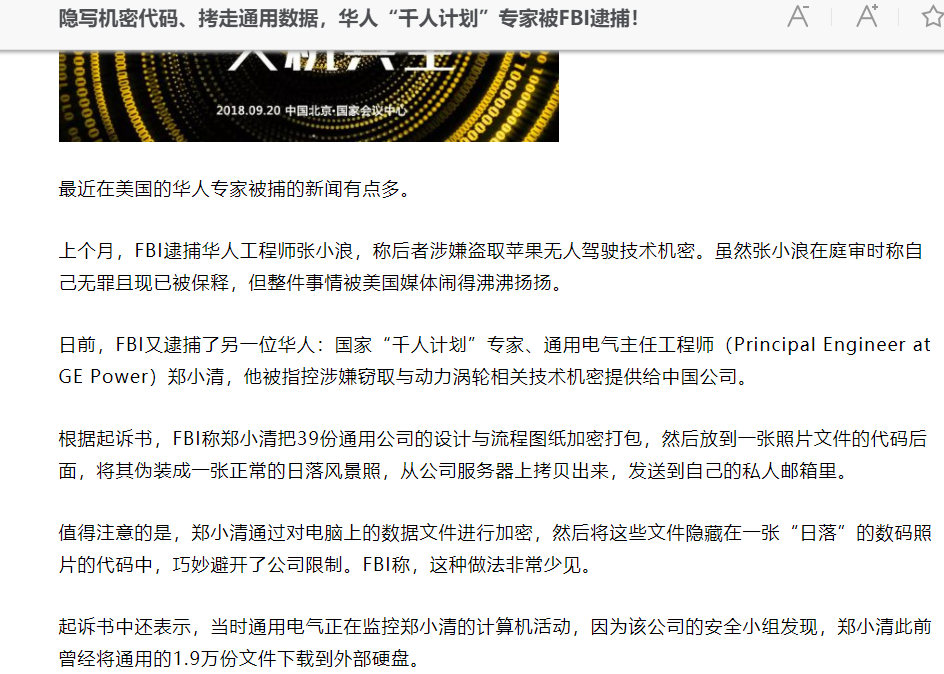 隐写机密代码、拷走通用数据，华人“千人计划”专家被FBI逮捕！
A-
A+
2018.09.20 中国北京·国家会议中心
最近在美国的华人专家被捕的新闻有点多。
上个月，FBI逮捕华人工程师张小浪，称后者涉嫌盗取苹果无人驾驶技术机密。虽然张小浪在庭审时称自
己无罪且现已被保释，但整件事情被美国媒体闹得沸沸扬扬。
日前，FBI又逮捕了另一位华人：国家“千人计划”专家、通用电气主任工程师（Principal Engineer at
GE Power）郑小清，他被指控涉嫌窃取与动力涡轮相关技术机密提供给中国公司。
根据起诉书，FBI称郑小清把39份通用公司的设计与流程图纸加密打包，然后放到一张照片文件的代码后
面，将其伪装成一张正常的日落风景照，从公司服务器上拷贝出来，发送到自己的私人邮箱里。
值得注意的是，郑小清通过对电脑上的数据文件进行加密，然后将这些文件隐藏在一张“日落”的数码照
片的代码中，巧妙避开了公司限制。FBI称，这种做法非常少见。
起诉书中还表示，当时通用电气正在监控郑小清的计算机活动，因为该公司的安全小组发现，郑小清此前
曾经将通用的1.9万份文件下载到外部硬盘。